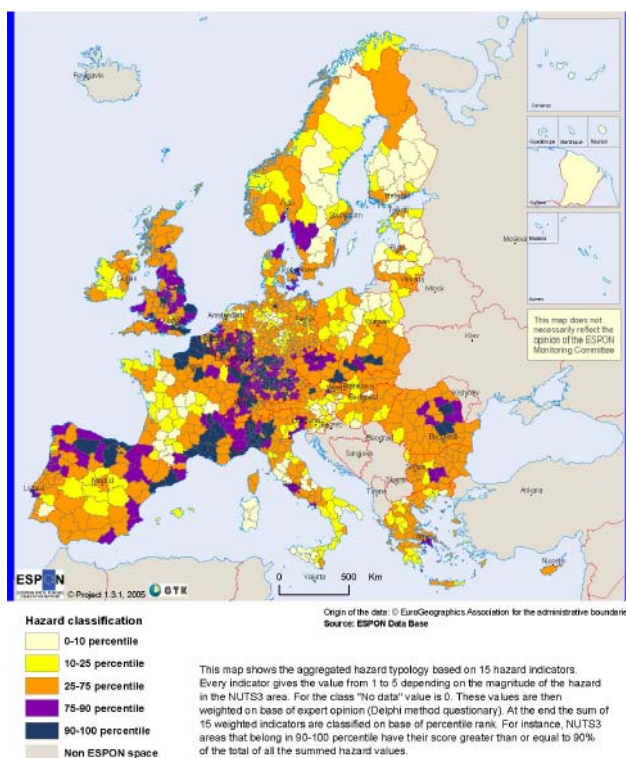 Reykjavik
Canarias
Guadeloupe Martinique Réunion
Guyane
Madeira
Acores
Moskva
Minsk
Kiev
This map does not
necessarily reflect the
opinion of the ESPON
Monitoring Committee
Amsterdam
Budapest
Beograd
Sarajevo
Ankara
Madrid
Valletta
ESPON
© Project 1.3.1, 2005
GTK
0 500 Km
Origin of the data: © EuroGeographics Association for the administrative boundarie
Source: ESPON Data Base
Hazard classification
0-10 percentile
10-25 percentile
25-75 percentile
75-90 percentile
90-100 percentile
Non ESPON space
This map shows the aggregated hazard typology based on 15 hazard indicators.
Every indicator gives the value from 1 to 5 depending on the magnitude of the hazard
in the NUTS3 area. For the class "No data" value is 0. These values are then
weighted on base of expert opinion (Delphi method questionary). At the end the sum of
15 weighted indicators are classified on base of percentile rank. For instance, NUTS3
areas that belong in 90-100 percentile have their score greater than or equal to 90%
of the total of all the summed hazard values.